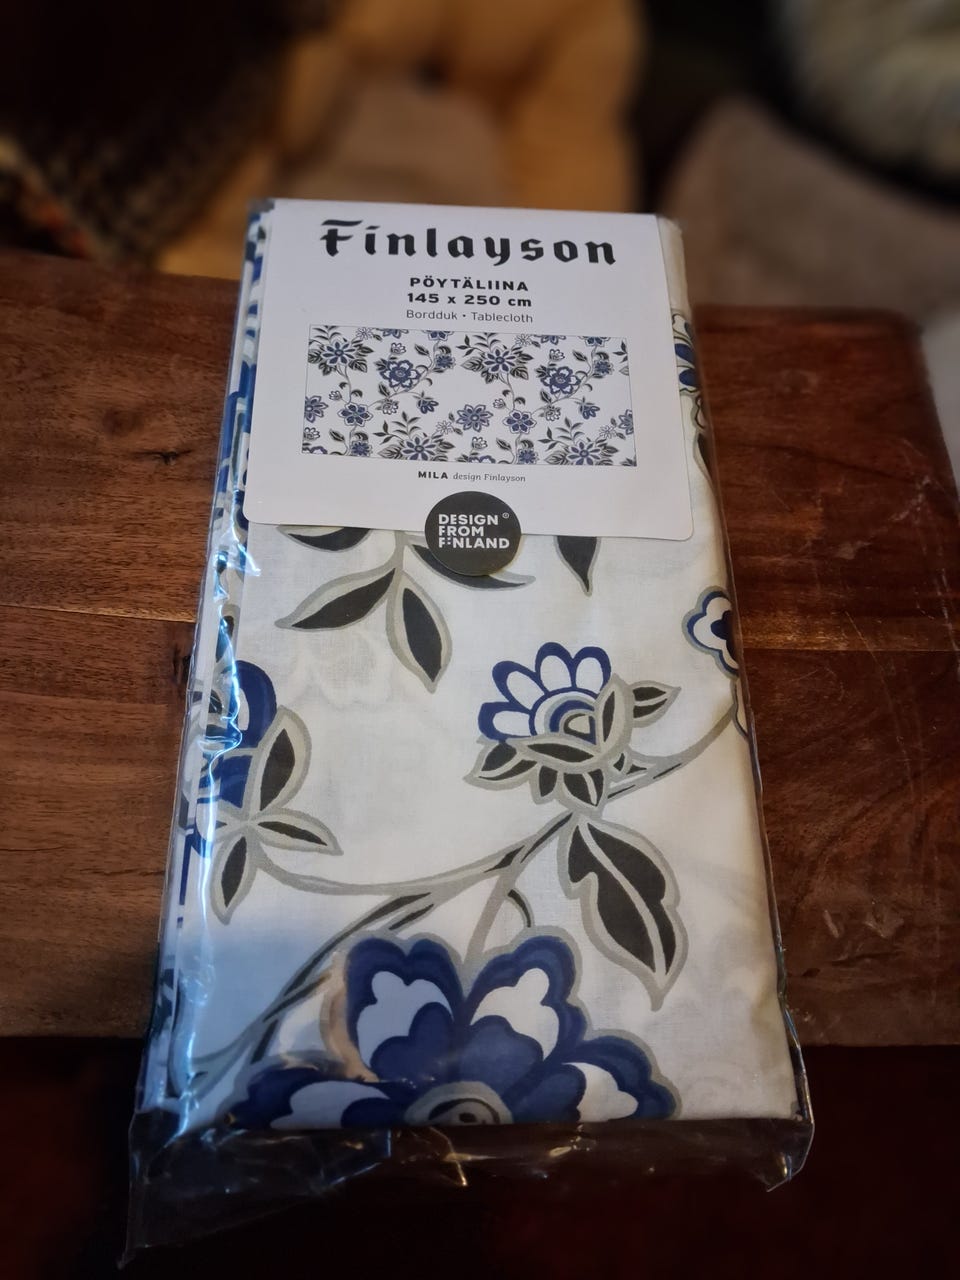 Finlayson
PÖYTÄLIINA
145 x 250 cm
Bordduk • Tablecloth
MILA design Finlayson
DESIGN ®
FROM
FINLAND